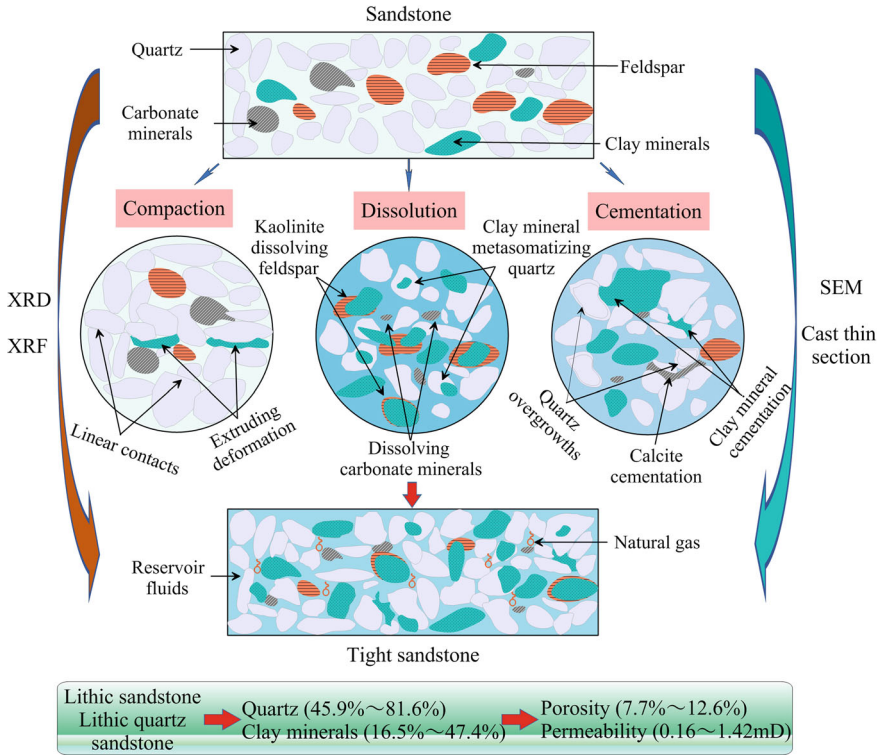 Sandstone
Quartz
Feldspar
Carbonate
minerals
Clay minerals
Compaction
Dissolution
Cementation
Kaolinite
dissolving
feldspar
Clay mineral
metasomatizing
quartz
XRD
XRF
SEM
Cast thin
section
Linear contacts
Extruding
deformation
Dissolving
carbonate minerals
Quartz
overgrowths
Calcite
cementation
Clay mineral
cementation
Reservoir
fluids
Natural gas
Tight sandstone
Lithic sandstone
Lithic quartz
sandstone
Quartz (45.9%~81.6%)
Clay minerals (16.5%~47.4%)
Porosity (7.7%~12.6%)
Permeability (0.16~1.42mD)